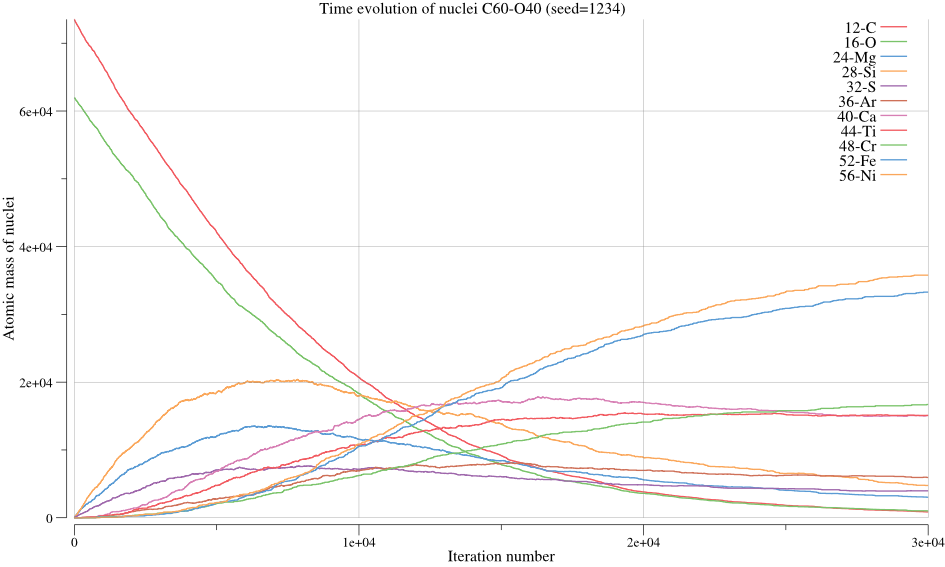 Time evolution of nuclei C60-O40 (seed=1234)
12-C
16-O
24-Mg
28-Si
32-S
36-Ar
40-Ca
44-Ti
48-Cr
52-Fe
56-Ni
6e+04
4e+04
2e+04
0
Atomic mass of nuclei
0 1e+04 2e+04 3e+04
Iteration number